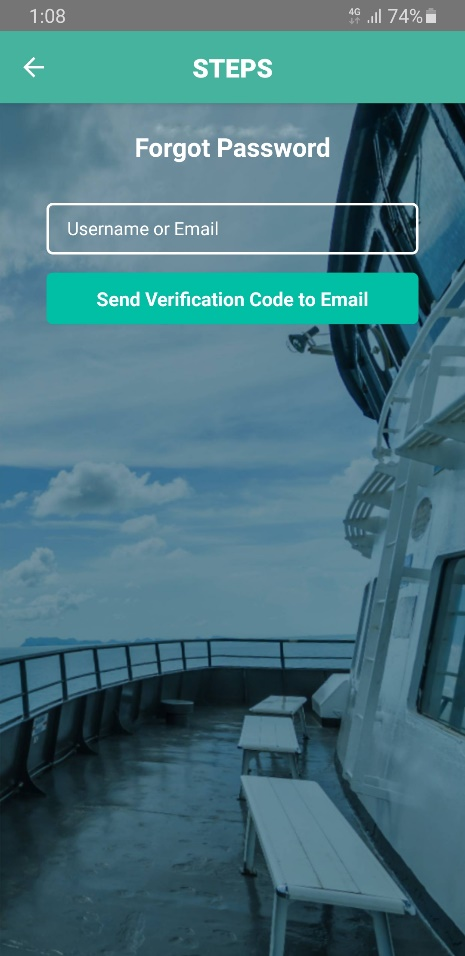 1:08 4G 74%
STEPS
Forgot Password
Username or Email
Send Verification Code to Email